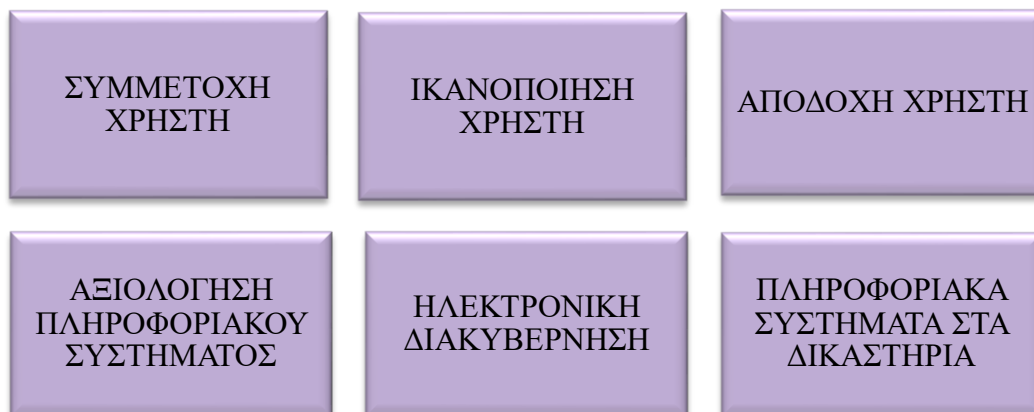 ΣΥΜΜΕΤΟΧΗ
ΧΡΗΣΤΗ
ΙΚΑΝΟΠΟΙΗΣΗ
ΧΡΗΣΤΗ
ΑΠΟΔΟΧΗ ΧΡΗΣΤΗ
ΑΞΙΟΛΟΓΗΣΗ
ΠΛΗΡΟΦΟΡΙΑΚΟΥ
ΣΥΣΤΗΜΑΤΟΣ
ΗΛΕΚΤΡΟΝΙΚΗ
ΔΙΑΚΥΒΕΡΝΗΣΗ
ΠΛΗΡΟΦΟΡΙΑΚΑ
ΣΥΣΤΗΜΑΤΑ ΣΤΑ
ΔΙΚΑΣΤΗΡΙΑ